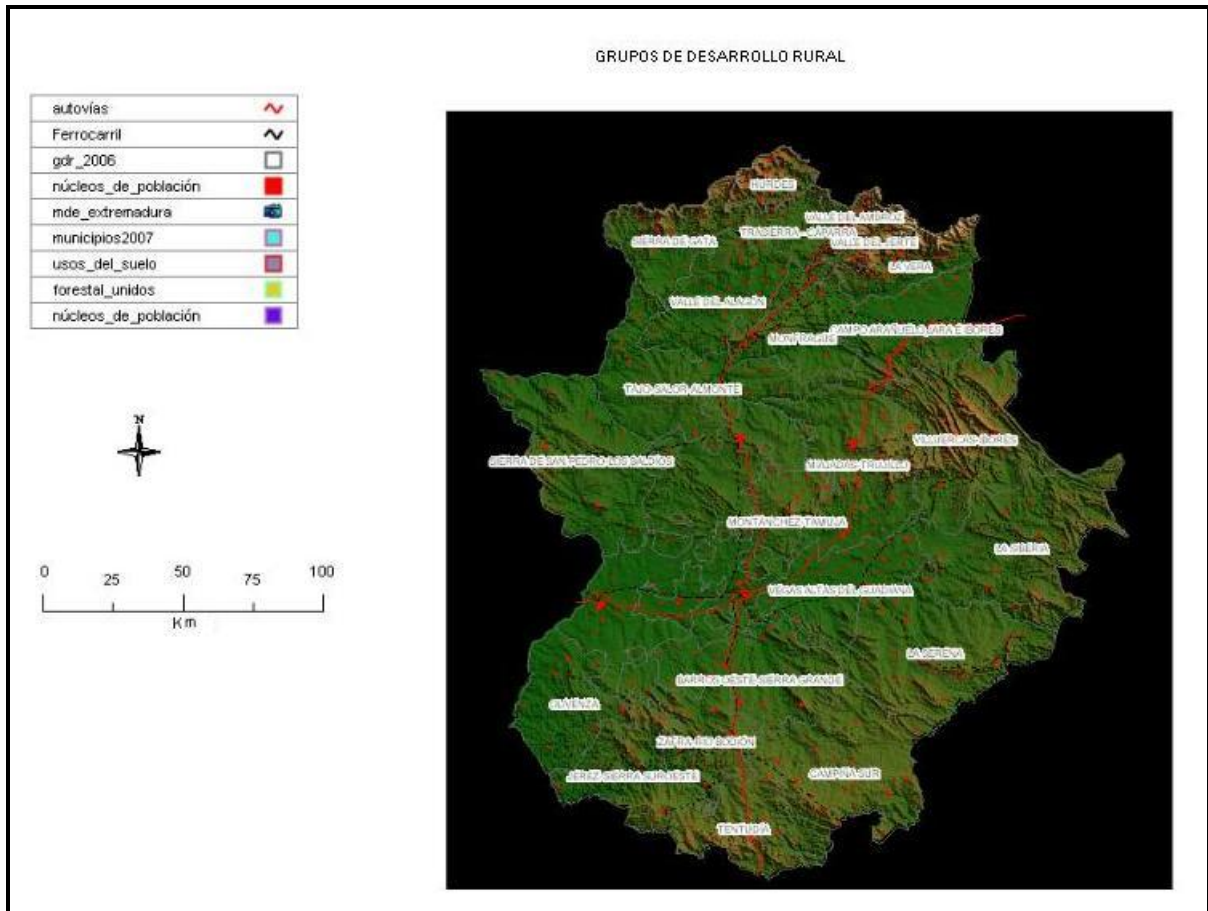 GRUPOS DE DESARROLLO RURAL
autovías
Ferrocarril
gdr_2006
núcleos_de_población
mde_extremadura
municipios2007
usos_del_suelo
forestal_unidos
núcleos_de_población
N
0 25 50 75 100
Km
HURDES
VALLE DEL AMBROZ
TRASIERRA - CAPARRA
SIERRA DE GATA
VALLE DEL JERTE
LA VERA
VALLE DEL ALAGÓN
CAMPO ARAÑUELO, JARA E IBORES
MONFRAGUE
TAJO-SALOR-ALMONTE
VILLUERCAS-IBORES
SIERRA DE SAN PEDRO-LOS BALDÍOS
MIAJADAS-TRUJILLO
MONTÁNCHEZ-TAMUJA
LA SIBERIA
VEGAS ALTAS DEL GUADIANA
LA SERENA
BARROS OESTE-SIERRA GRANDE
OLIVENZA
ZAFRA-RIO BODIÓN
JEREZ-SIERRA SUROESTE
CAMPIÑA SUR
TENTUDÍA